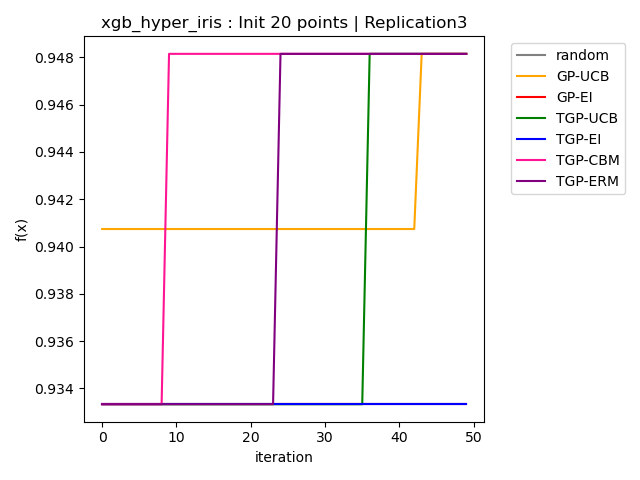 xgb_hyper_iris : Init 20 points | Replication3
f(x)
0.948
0.946
0.944
0.942
0.940
0.938
0.936
0.934
0
10
20
30
40
50
iteration
random
GP-UCB
GP-EI
TGP-UCB
TGP-EI
TGP-CBM
TGP-ERM